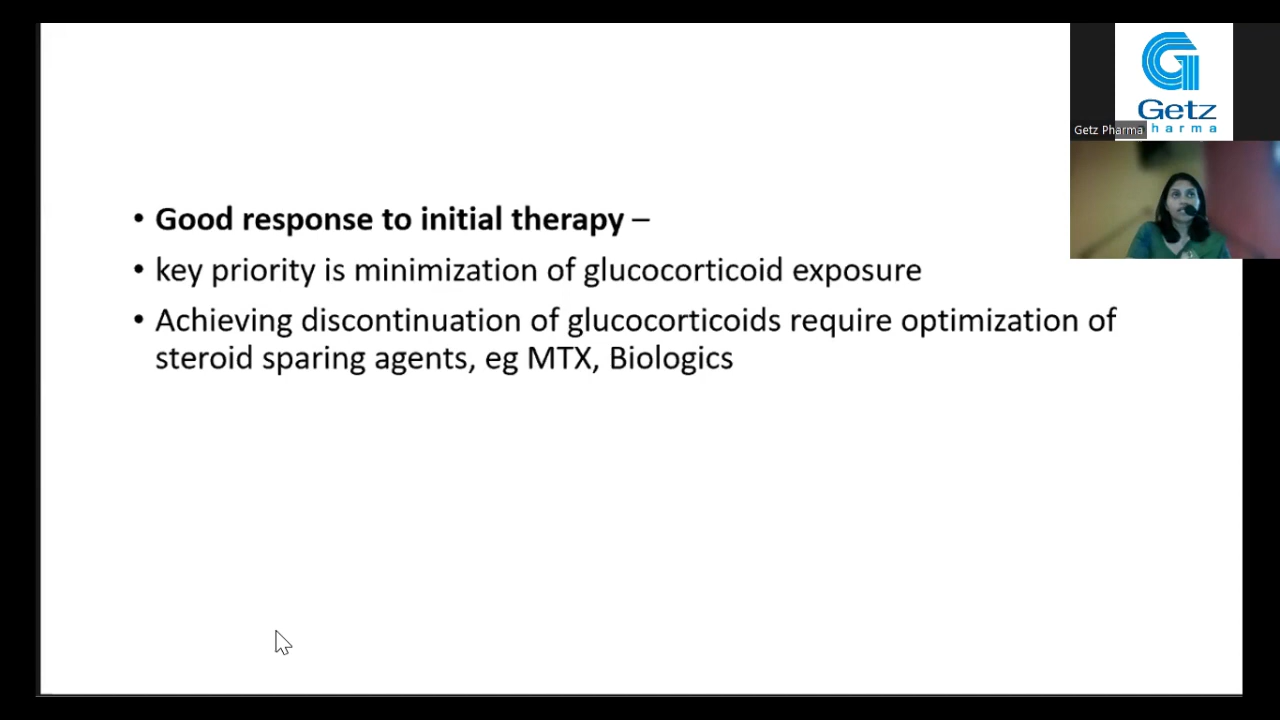 • Good response to initial therapy –
• key priority is minimization of glucocorticoid exposure
• Achieving discontinuation of glucocorticoids require optimization of
steroid sparing agents, eg MTX, Biologics
Getz
harma
Getz Pharma